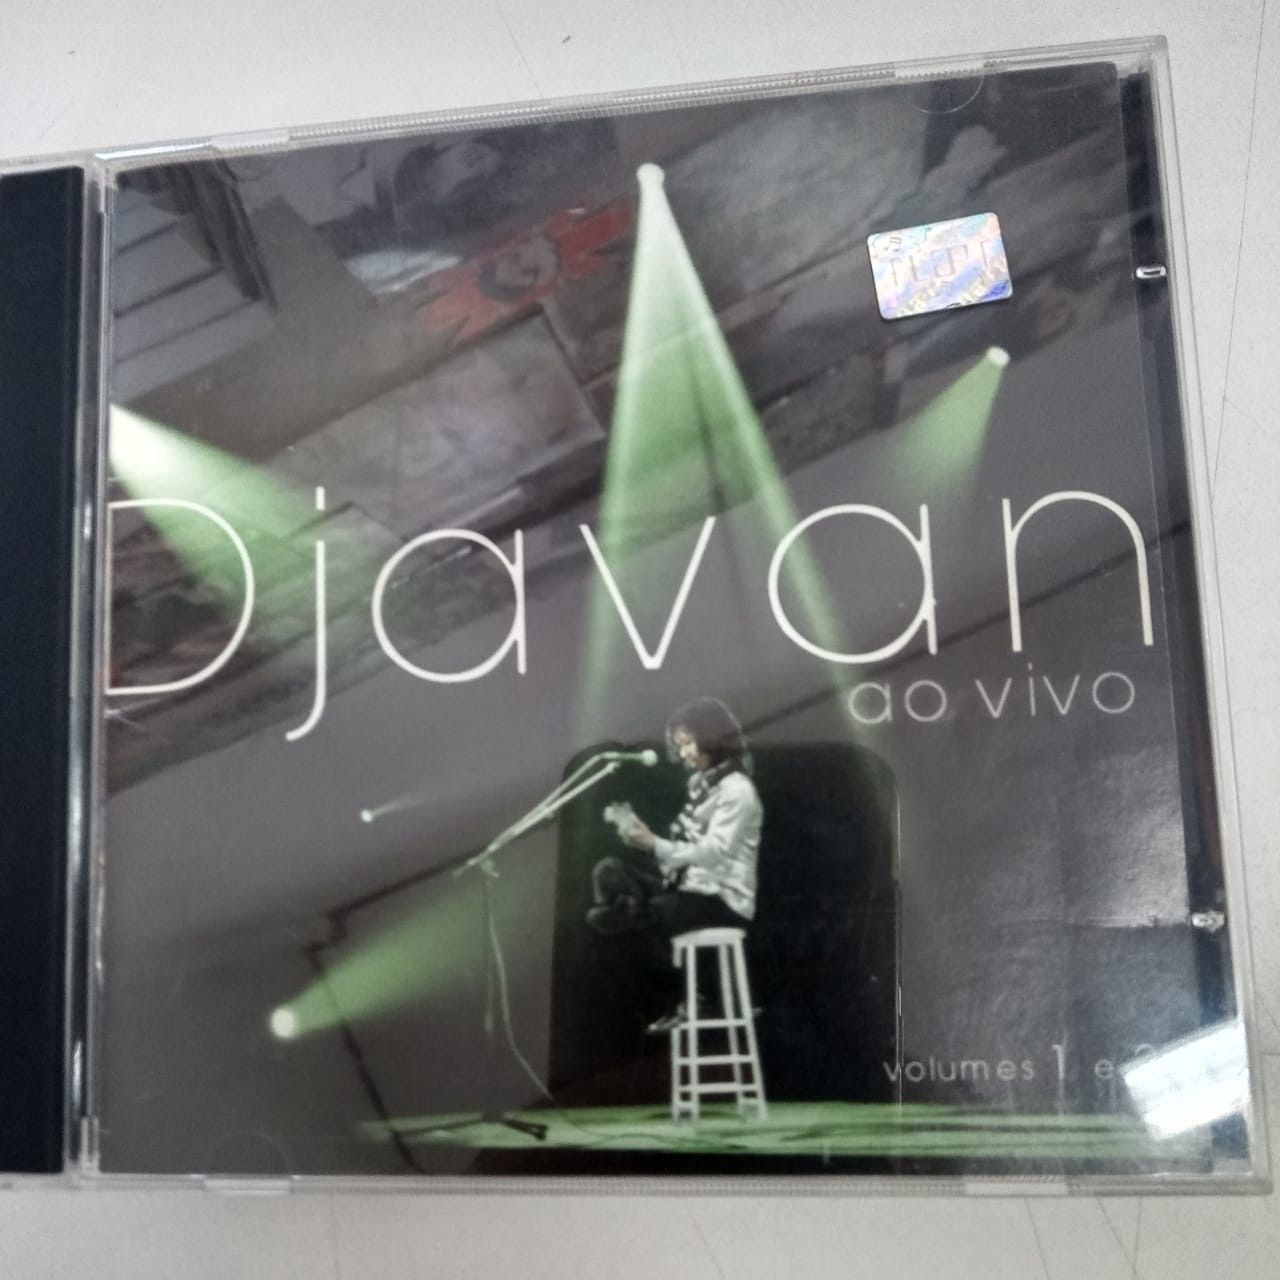 Djavan
ao vivo
volumes 1 e